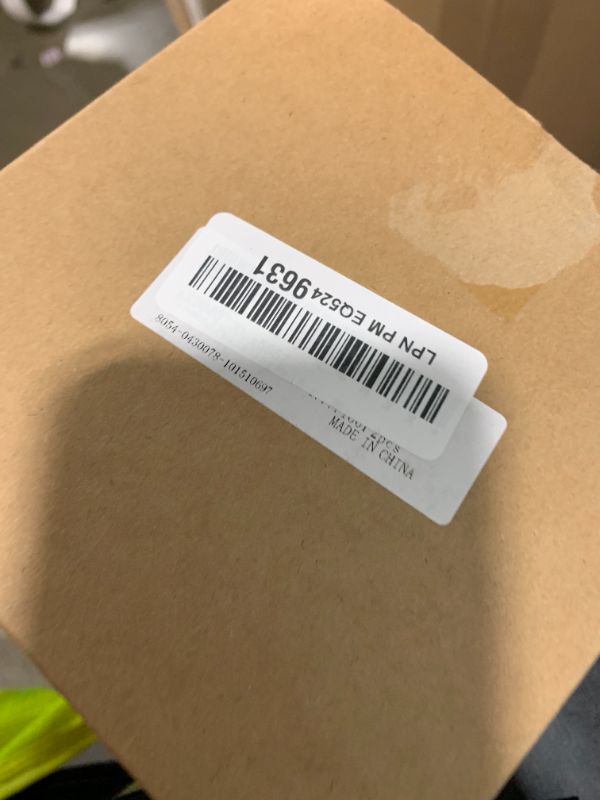 LPN PM EQ5249631
8054-0430078-101510697
2pcs
MADE IN CHINA